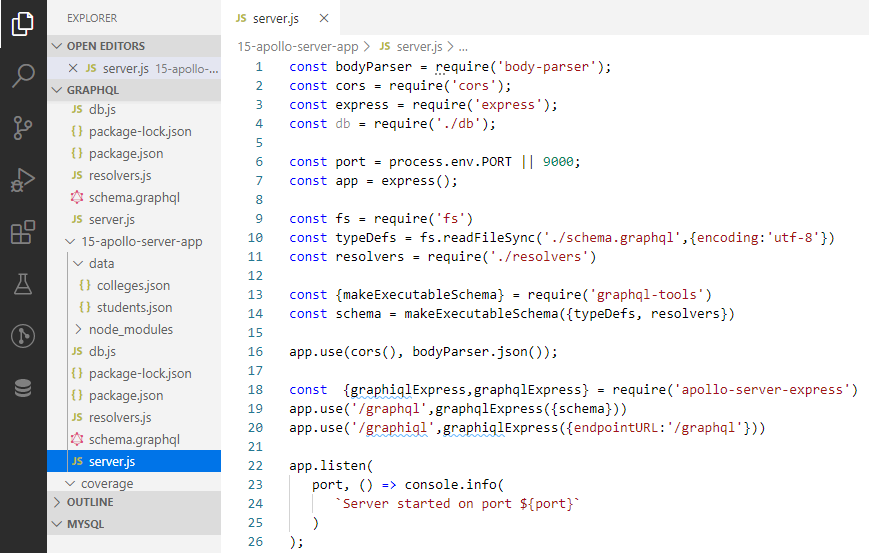 EXPLORER
OPEN EDITORS
JS server.js 15-apollo-...
GRAPHQL
JS db.js
{} package-lock.json
{} package.json
JS resolvers.js
schema.graphql
JS server.js
15-apollo-server-app
data
{} colleges.json
{} students.json
node_modules
JS db.js
{} package-lock.json
{} package.json
JS resolvers.js
schema.graphql
JS server.js
coverage
OUTLINE
MYSQL
JS server.js
15-apollo-server-app > JS server.js > ...
1 const bodyParser = require('body-parser');
2 const cors = require('cors');
3 const express = require('express');
4 const db = require('./db');
5
6 const port = process.env.PORT || 9000;
7 const app = express();
8
9 const fs = require('fs')
10 const typeDefs = fs.readFileSync('./schema.graphql',{encoding:'utf-8'})
11 const resolvers = require('./resolvers')
12
13 const {makeExecutableSchema} = require('graphql-tools')
14 const schema = makeExecutableSchema({typeDefs, resolvers})
15
16 app.use(cors(), bodyParser.json());
17
18 const  {graphiqlExpress,graphqlExpress} = require('apollo-server-express')
19 app.use('/graphql',graphqlExpress({schema}))
20 app.use('/graphiql',graphiqlExpress({endpointURL:'/graphql'}))
21
22 app.listen(
23    port, () => console.info(
24       `Server started on port ${port}`
25    )
26 );